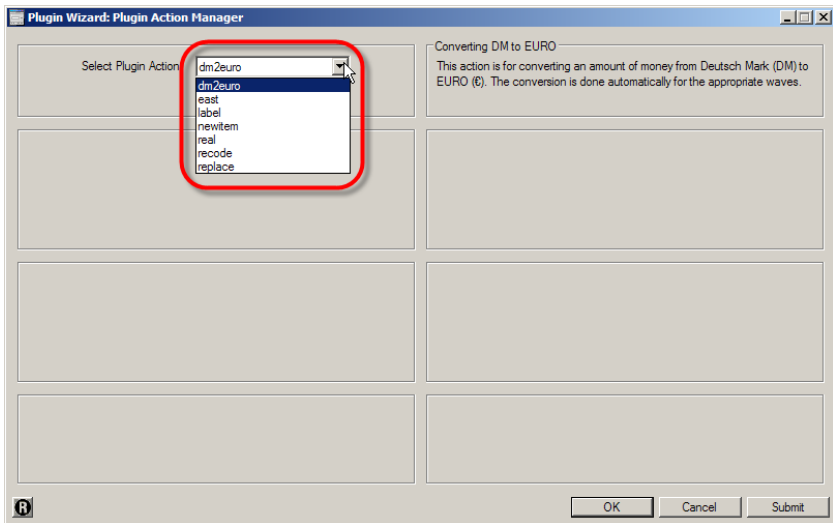 Plugin Wizard: Plugin Action Manager
Select Plugin Action
dm2euro
dm2euro
east
label
newitem
real
recode
replace
Converting DM to EURO
This action is for converting an amount of money from Deutsch Mark (DM) to
EURO (€). The conversion is done automatically for the appropriate waves.
R
OK
Cancel
Submit